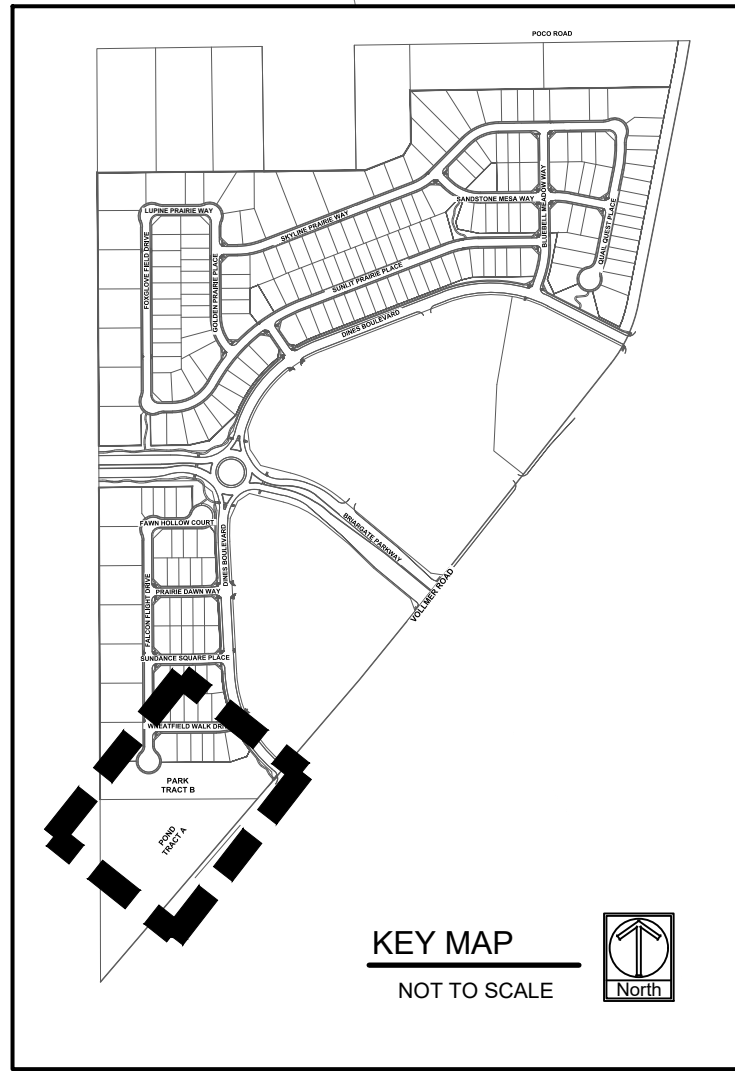 POCO ROAD
BLUEBELL MEADOW WAY
SANDSTONE MESA WAY
QUAIL QUEST PLACE
LUPINE PRAIRIE WAY
SKYLINE PRAIRIE WAY
FOXGLOVE FIELD DRIVE
GOLDEN PRAIRIE PLACE
SUNLIT PRAIRIE PLACE
DINES BOULEVARD
FAWN HOLLOW COURT
BRIARGATE PARKWAY
DINES BOULEVARD
VOLLMER ROAD
FALCON FLIGHT DRIVE
PRAIRIE DAWN WAY
SUNDANCE SQUARE PLACE
WHEATFIELD WALK DR
PARK
TRACT B
POND
TRACT A
KEY MAP
NOT TO SCALE
North